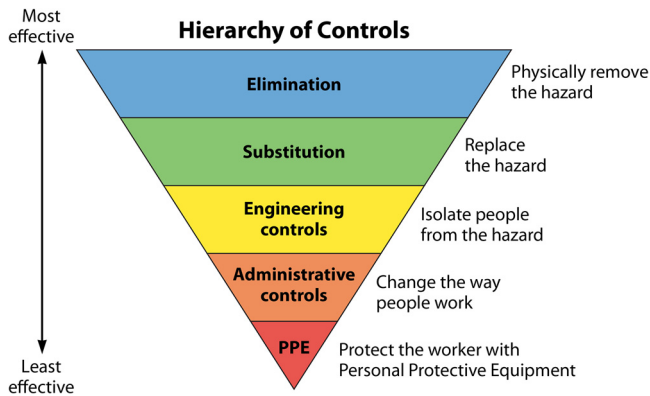 Most
effective
Hierarchy of Controls
Elimination
Physically remove
the hazard
Substitution
Replace
the hazard
Engineering
controls
Isolate people
from the hazard
Administrative
controls
Change the way
people work
PPE
Protect the worker with
Personal Protective Equipment
Least
effective